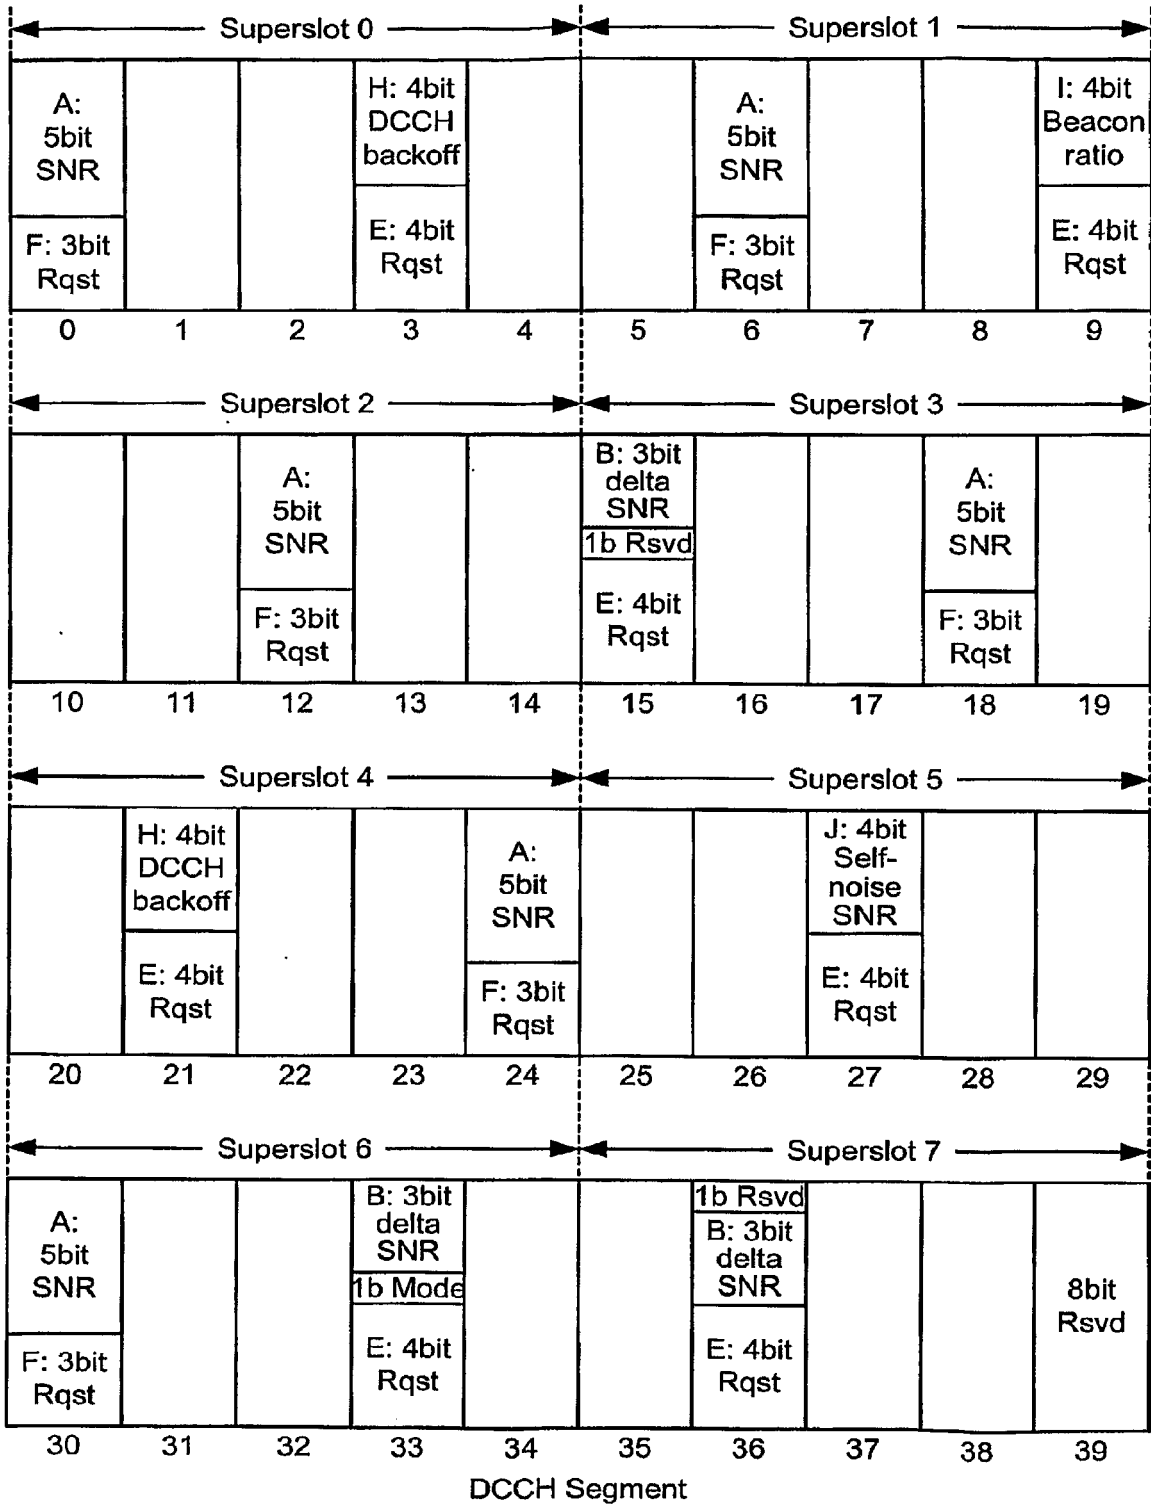 Superslot 0
Superslot 1
A:
5bit
SNR
F: 3bit
Rqst
H: 4bit
DCCH
backoff
E: 4bit
Rqst
A:
5bit
SNR
F: 3bit
Rqst
I: 4bit
Beacon
ratio
E: 4bit
Rqst
0 1 2 3 4 5 6 7 8 9
Superslot 2
Superslot 3
A:
5bit
SNR
F: 3bit
Rqst
B: 3bit
delta
SNR
1b Rsvd
E: 4bit
Rqst
A:
5bit
SNR
F: 3bit
Rqst
10 11 12 13 14 15 16 17 18 19
Superslot 4
Superslot 5
H: 4bit
DCCH
backoff
E: 4bit
Rqst
A:
5bit
SNR
F: 3bit
Rqst
J: 4bit
Self-
noise
SNR
E: 4bit
Rqst
20 21 22 23 24 25 26 27 28 29
Superslot 6
Superslot 7
A:
5bit
SNR
F: 3bit
Rqst
B: 3bit
delta
SNR
1b Mode
E: 4bit
Rqst
1b Rsvd
B: 3bit
delta
SNR
E: 4bit
Rqst
8bit
Rsvd
30 31 32 33 34 35 36 37 38 39
DCCH Segment